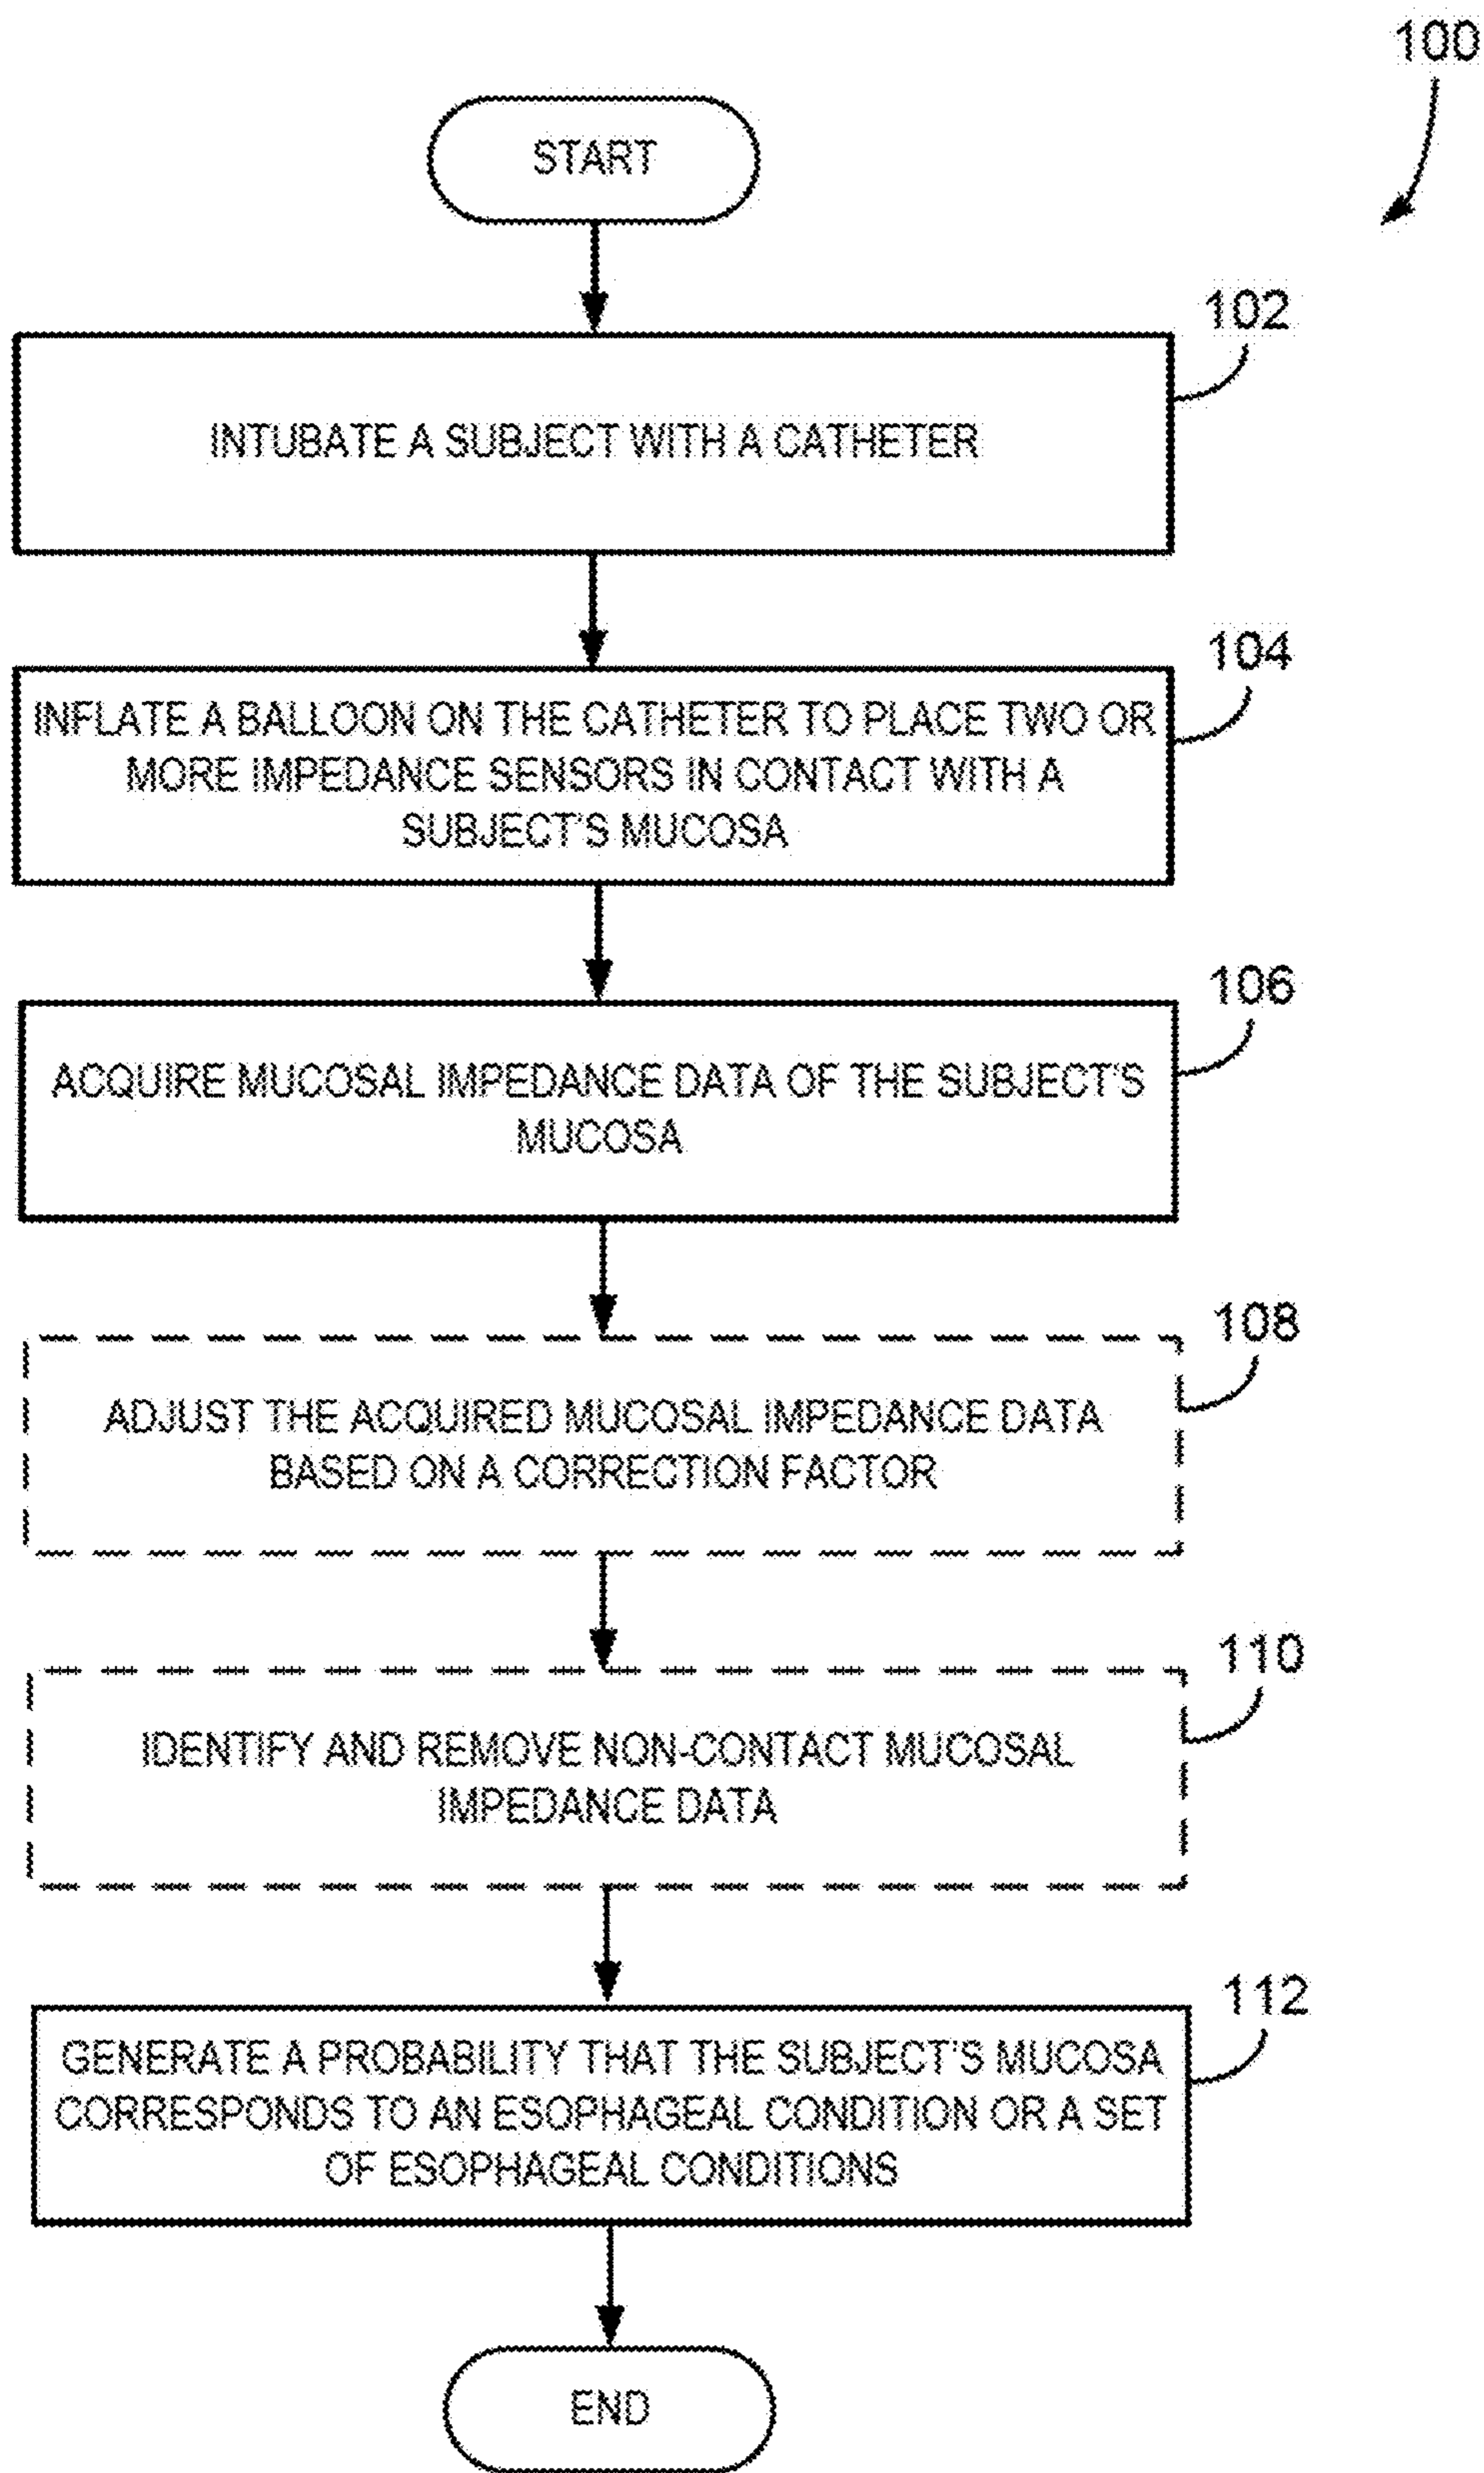 100
START
102
INTUBATE A SUBJECT WITH A CATHETER
104
INFLATE A BALLOON ON THE CATHETER TO PLACE TWO OR
MORE IMPEDANCE SENSORS IN CONTACT WITH A
SUBJECT'S MUCOSA
106
ACQUIRE MUCOSAL IMPEDANCE DATA OF THE SUBJECT'S
MUCOSA
108
ADJUST THE ACQUIRED MUCOSAL IMPEDANCE DATA
BASED ON A CORRECTION FACTOR
110
IDENTIFY AND REMOVE NON-CONTACT MUCOSAL
IMPEDANCE DATA
112
GENERATE A PROBABILITY THAT THE SUBJECT'S MUCOSA
CORRESPONDS TO AN ESOPHAGEAL CONDITION OR A SET
OF ESOPHAGEAL CONDITIONS
END